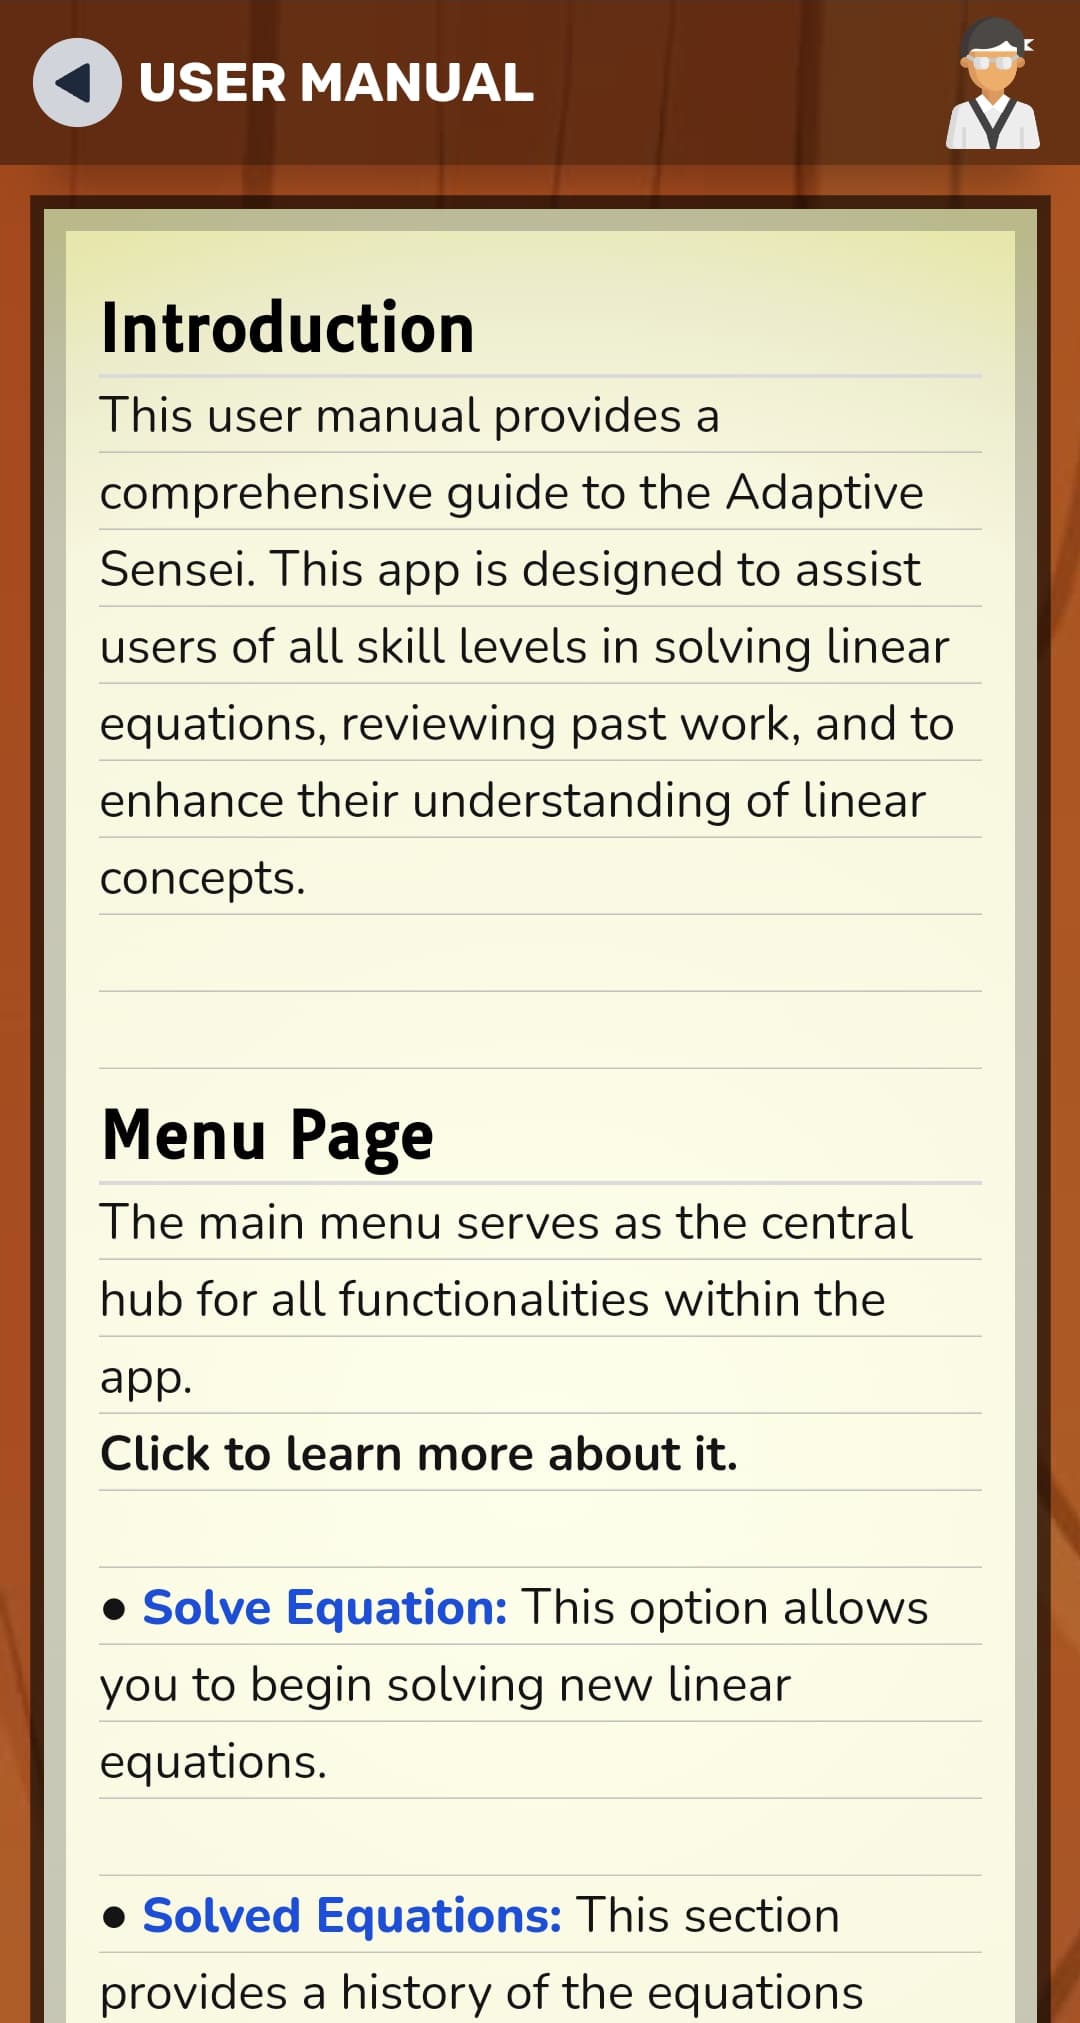 USER MANUAL
Introduction
This user manual provides a
comprehensive guide to the Adaptive
Sensei. This app is designed to assist
users of all skill levels in solving linear
equations, reviewing past work, and to
enhance their understanding of linear
concepts.
Menu Page
The main menu serves as the central
hub for all functionalities within the
app.
Click to learn more about it.
● Solve Equation: This option allows
you to begin solving new linear
equations.
● Solved Equations: This section
provides a history of the equations